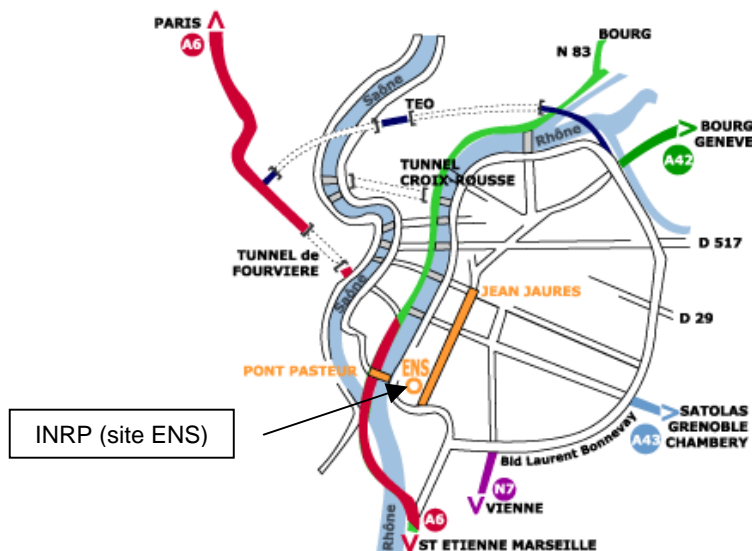 PARIS
A6
BOURG
N 83
Saône
TEO
Rhône
BOURG
GENEVE
A42
TUNNEL
CROIX-ROUSSE
D 517
TUNNEL de
FOURVIERE
Saône
JEAN JAURES
D 29
PONT PASTEUR
ENS
INRP (site ENS)
SATOLAS
GRENOBLE
CHAMBERY
A43
Bld Laurent Bonnevay
N7
VIENNE
A6
Rhône
ST ETIENNE MARSEILLE